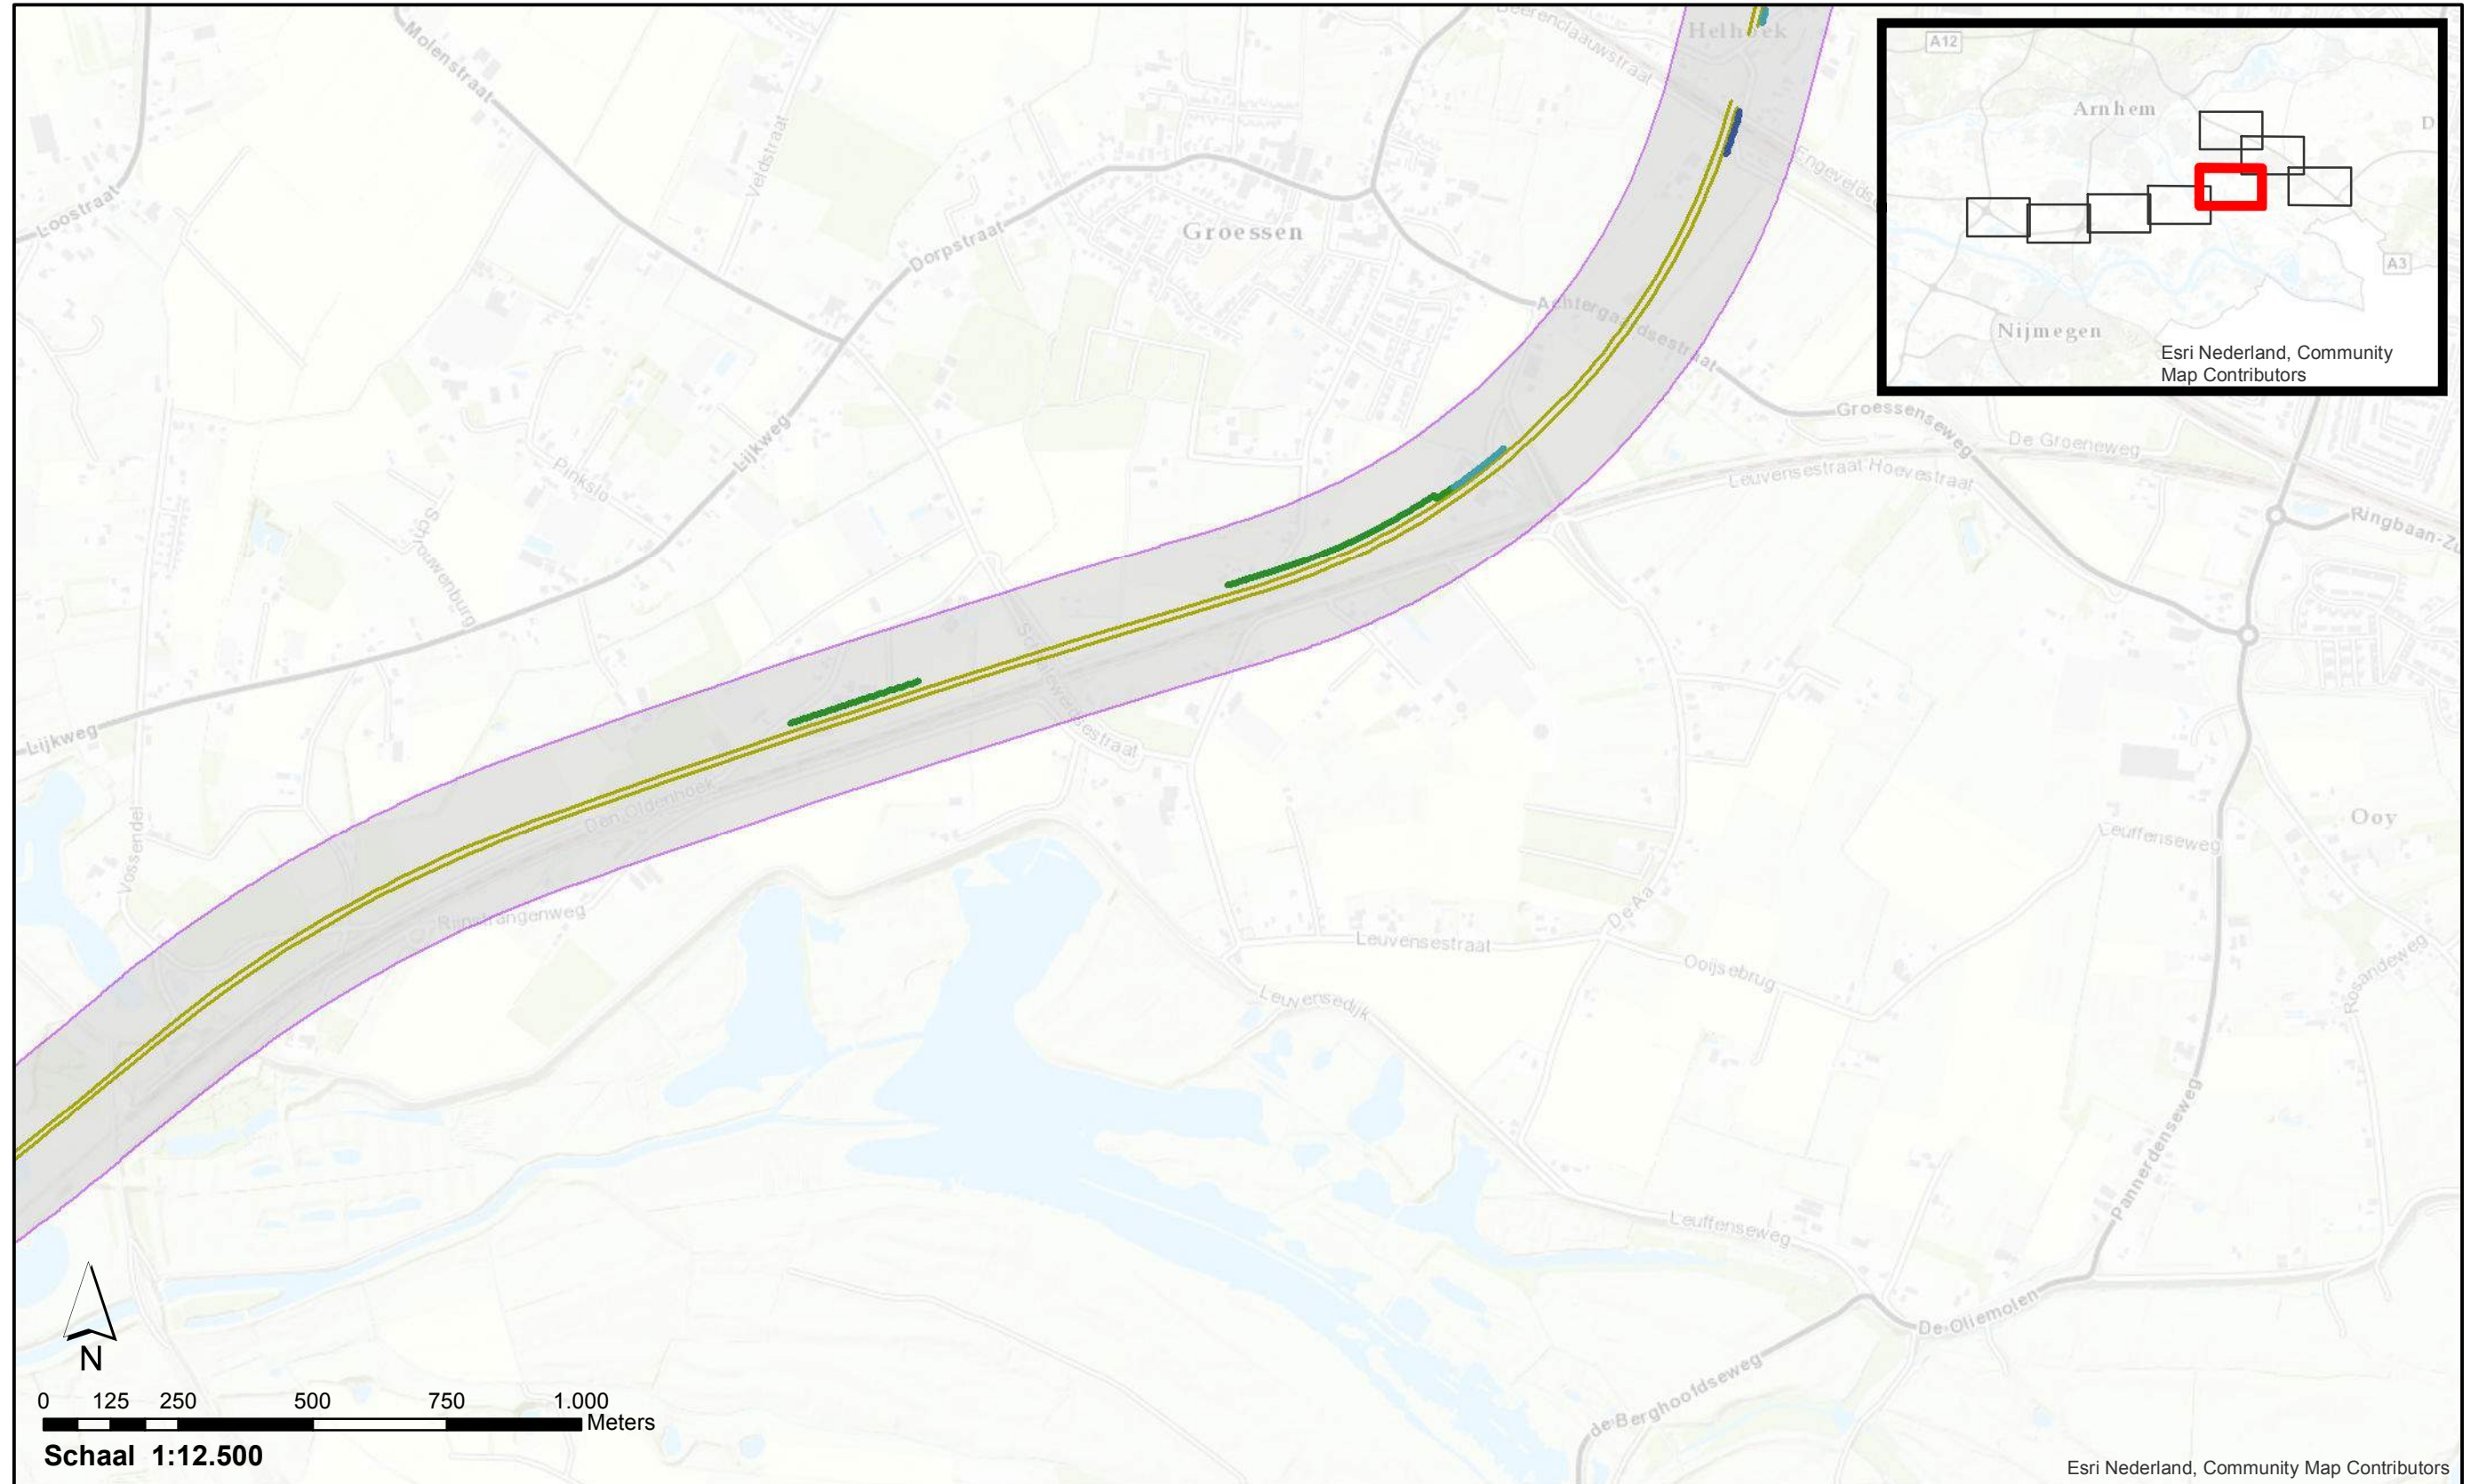 Beerenclaauwstraat
Helhoek
Molenstraat
A12
Arnhem
D
Veldstraat
Engeveldsestraat
Loostraat
Dorpstraat
Groessen
A3
Achtergaardsestraat
Nijmegen
Esri Nederland, Community
Map Contributors
Groessenseweg
De Groeneweg
Lijkweg
Leuvensestraat Hoevestraat
Pinkslo
Schrouwenburg
Ringbaan-Zu
Lijkweg
Den Oldenhoek
Vossendel
Ooy
Leuffenseweg
Rijnstrangenweg
De Aa
Leuvensestraat
Ooijsebrug
Rosandeweg
Leuvensedijk
Pannerdenseweg
Leuffenseweg
N
De Oliemolen
de Berghoofdseweg
0 125 250 500 750 1.000
Meters
Schaal 1:12.500
Esri Nederland, Community Map Contributors